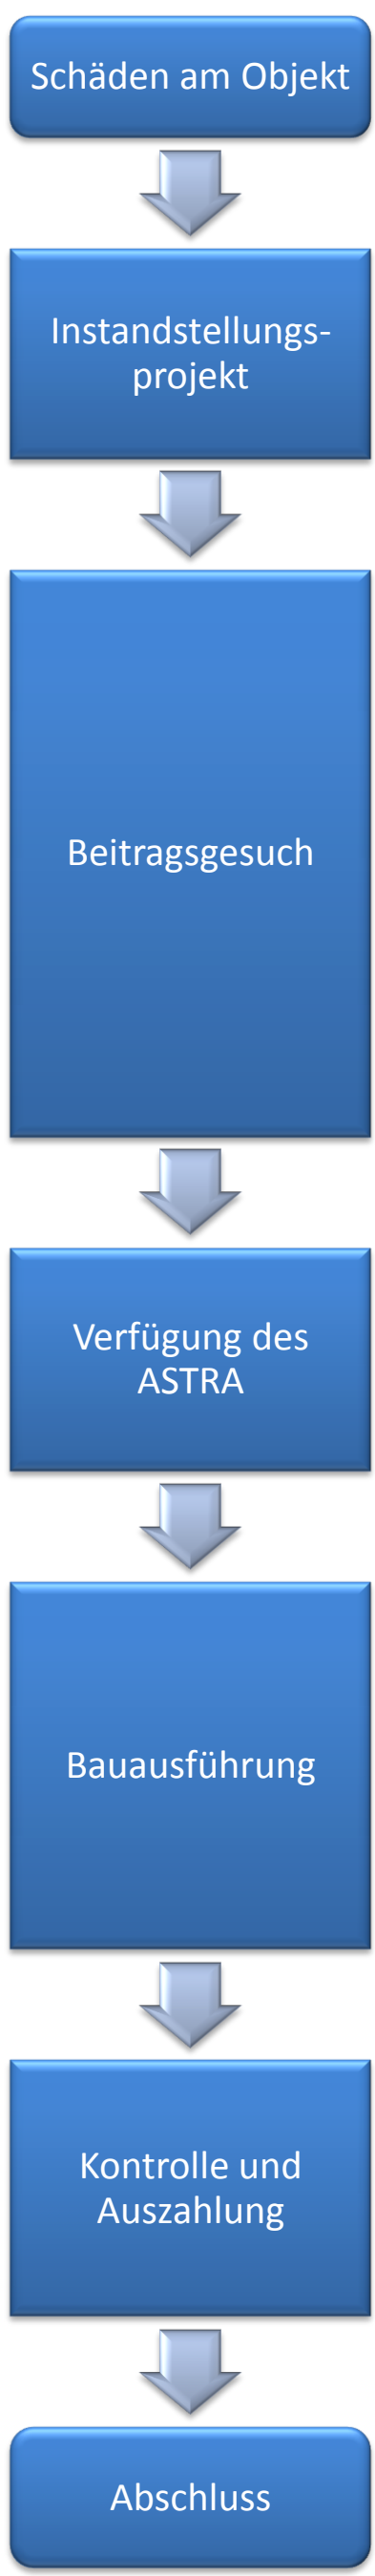 Schäden am Objekt
Instandstellungs-
projekt
Beitragsgesuch
Verfügung des
ASTRA
Bauausführung
Kontrolle und
Auszahlung
Abschluss